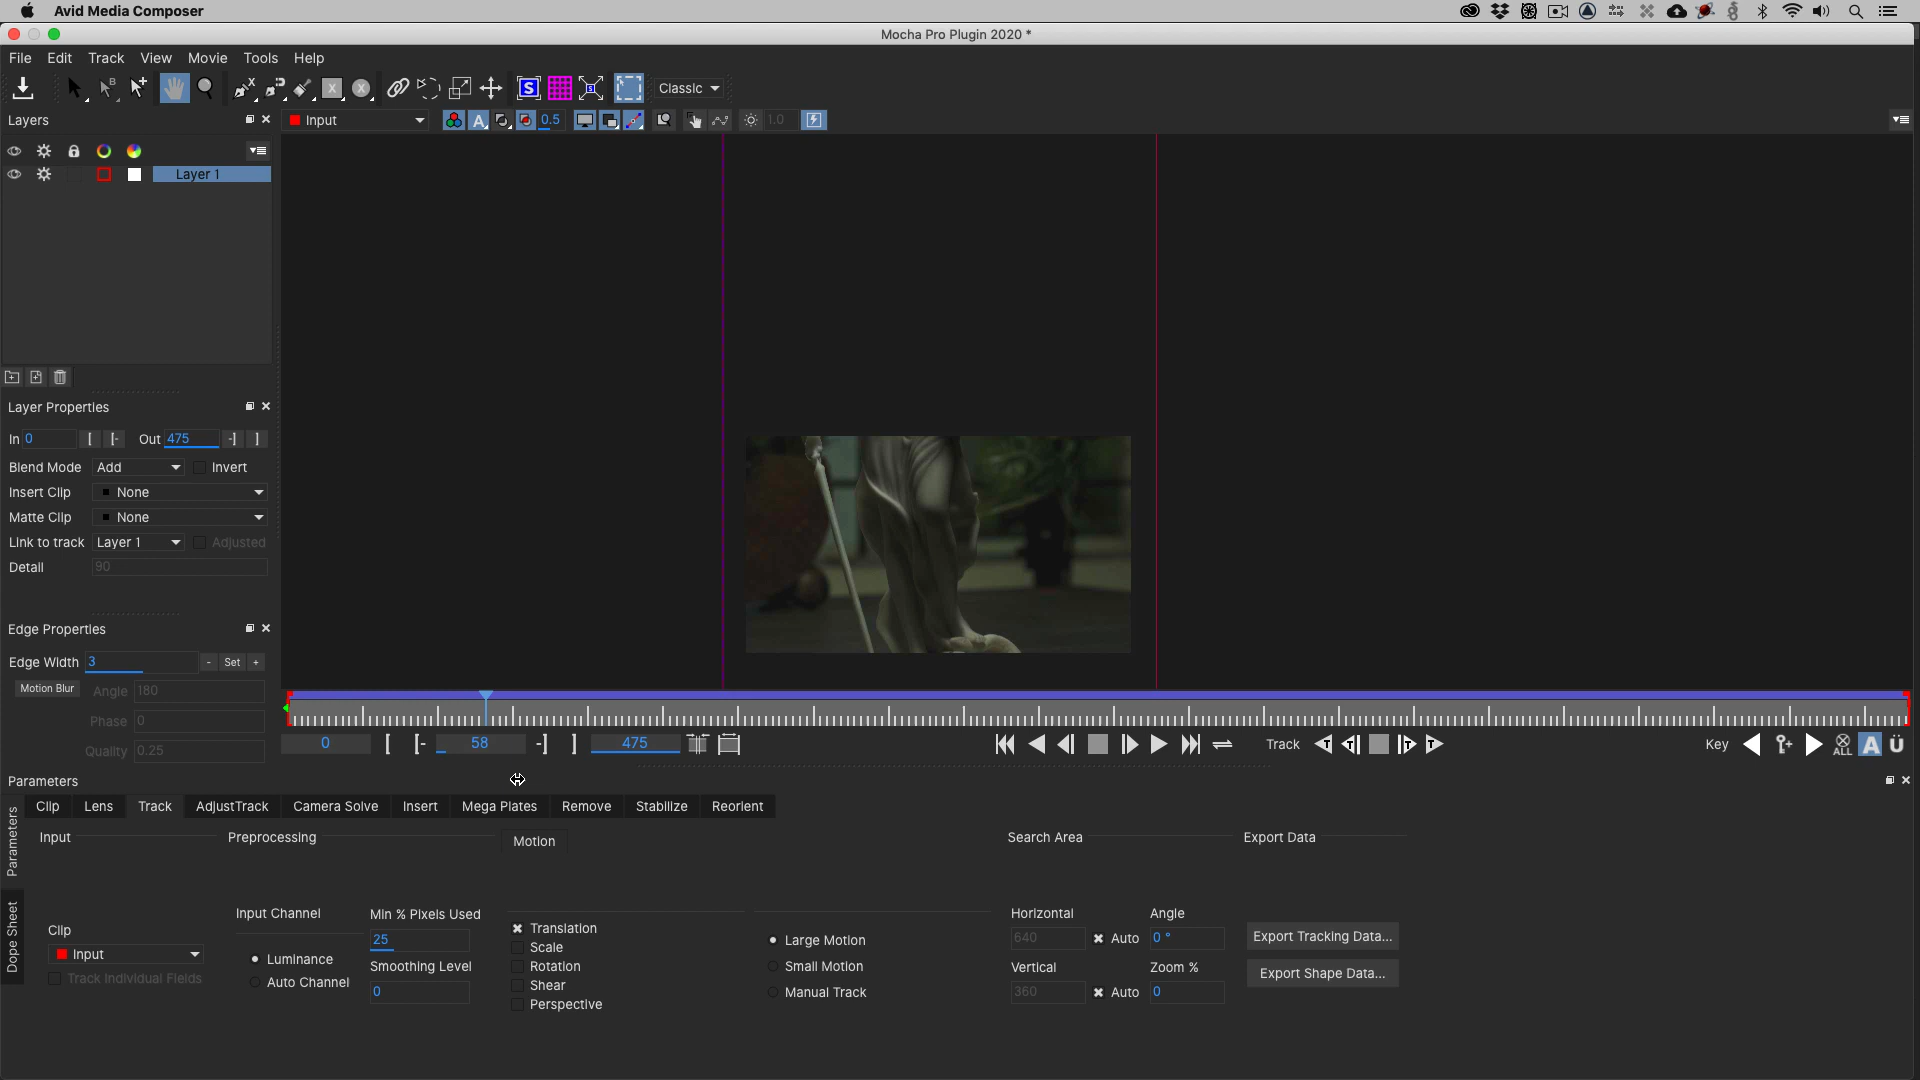 Avid Media Composer
Mocha Pro Plugin 2020 *
File Edit Track View Movie Tools Help
Classic
Layers
Input
A 0.5 1.0
Layer 1
Layer Properties
In 0 Out 475
Blend Mode Add Invert
Insert Clip None
Matte Clip None
Link to track Layer 1 Adjusted
Detail 90
Edge Properties
Edge Width 3 - Set +
Motion Blur Angle 180
Phase 0
Quality 0.25
0 [ [- 58 -] ] 475 Track Key ALL A Ü
Parameters
Clip Lens Track AdjustTrack Camera Solve Insert Mega Plates Remove Stabilize Reorient
Parameters
Dope Sheet
Input Preprocessing Motion Search Area Export Data
Input Channel
Luminance
Auto Channel
Min % Pixels Used
25
Smoothing Level
0
Clip
Input
Track Individual Fields
Translation
Scale
Rotation
Shear
Perspective
Large Motion
Small Motion
Manual Track
Horizontal Angle
640 Auto 0 °
Vertical Zoom %
360 Auto 0
Export Tracking Data...
Export Shape Data...